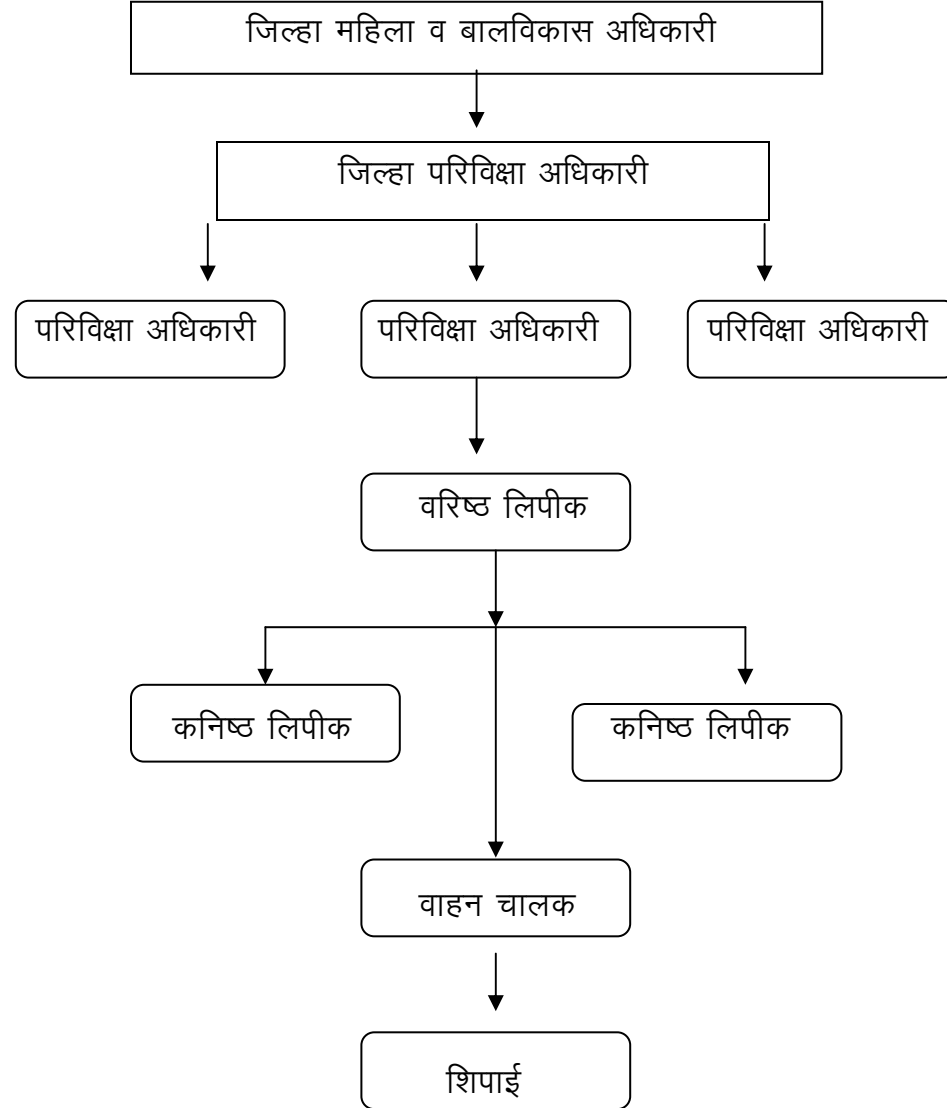 जिल्हा महिला व बालविकास अधिकारी
जिल्हा परिविक्षा अधिकारी
परिविक्षा अधिकारी
परिविक्षा अधिकारी
परिविक्षा अधिकारी
वरिष्ठ लिपीक
कनिष्ठ लिपीक
कनिष्ठ लिपीक
वाहन चालक
शिपाई